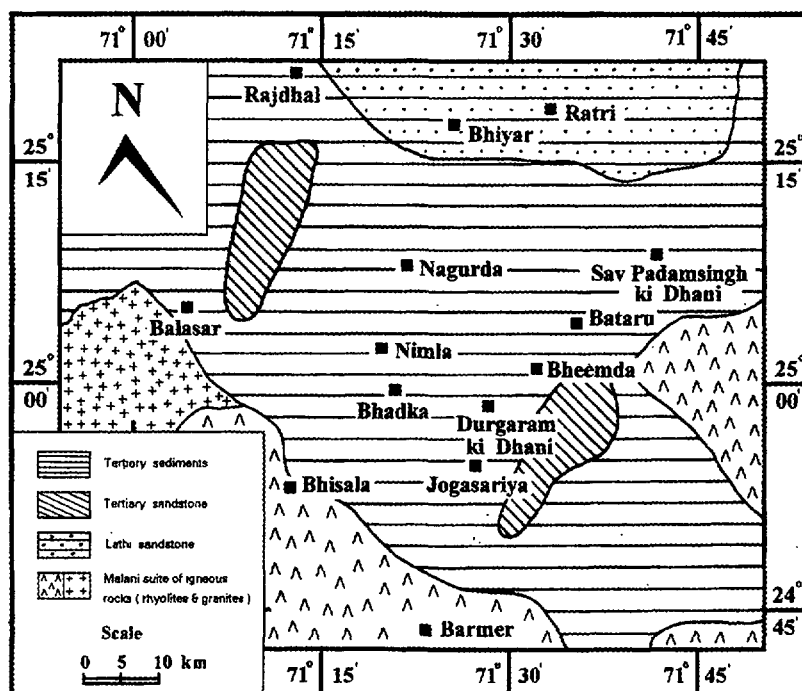 71° 00' 71° 15' 71° 30' 71° 45'
N
Rajdhal
Ratri
Bhiyar
25° 15' 25° 15'
Nagurda
Sav Padamsingh
ki Dhani
Balasar
Bataru
Nimla
Bheemda
25° 00' 25° 00'
Bhadka
Durgaram
ki Dhani
Jogasariya
Bhisala
Tertiary sediments
Tertiary sandstone
Lathi sandstone
Malani suite of igneous
rocks ( rhyolites & granites )
24° 45'
Scale
0 5 10 km
Barmer
71° 15' 71° 30' 71° 45'